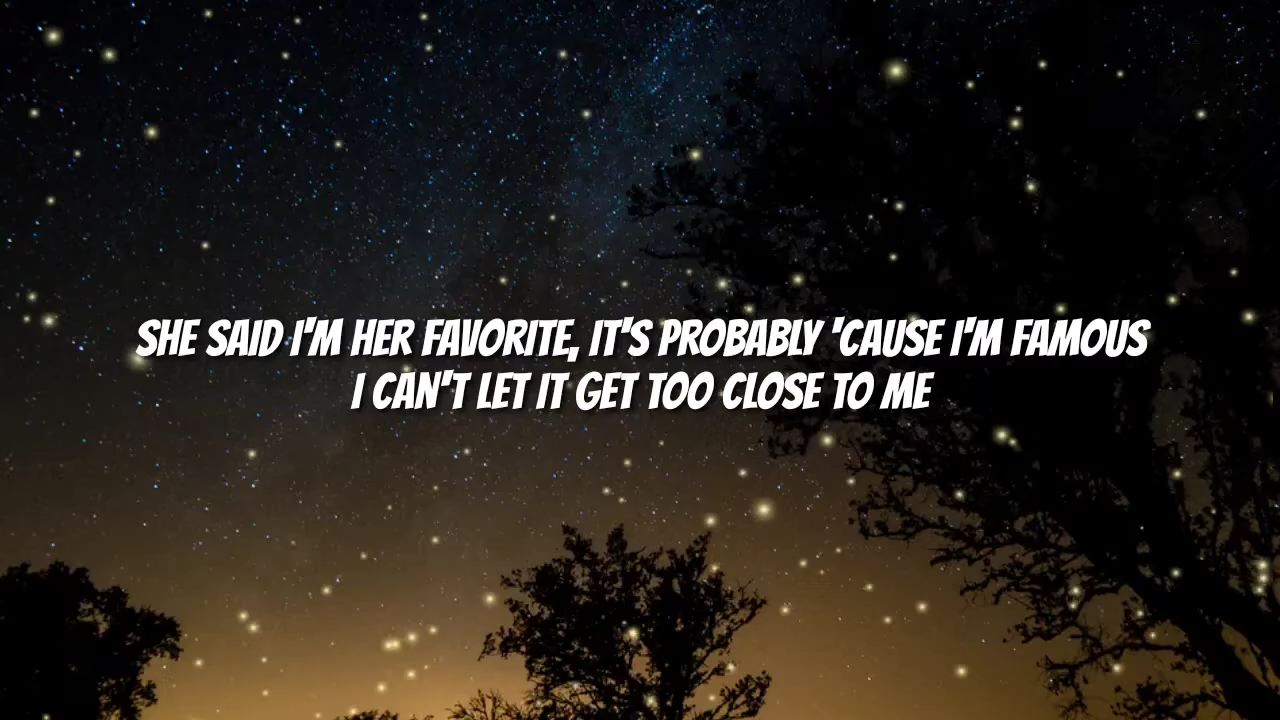 SHE SAID I'M HER FAVORITE, IT'S PROBABLY 'CAUSE I'M FAMOUS
I CAN'T LET IT GET TOO CLOSE TO ME